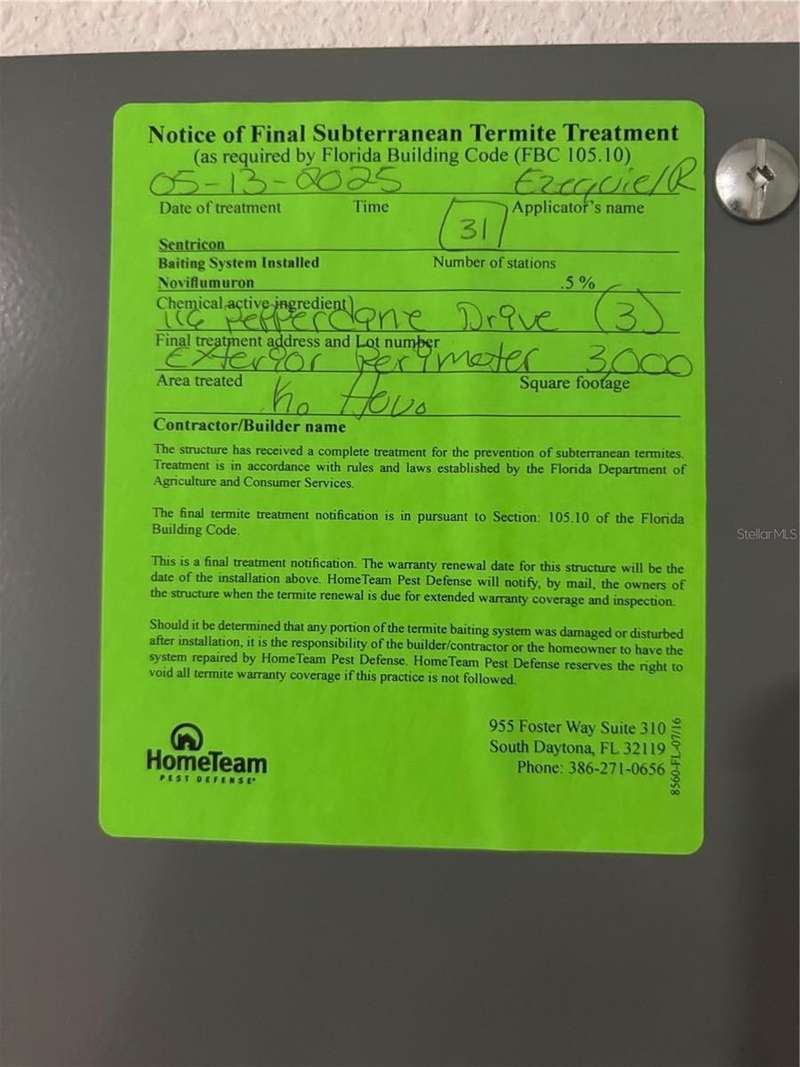 Notice of Final Subterranean Termite Treatment
(as required by Florida Building Code (FBC 105.10)
05-13-2025 Ezequiel R
Date of treatment Time Applicator's name
Sentricon 31
Baiting System Installed Number of stations
Noviflumuron .5 %
Chemical active ingredient
116 Pepperdine Drive (3)
Final treatment address and Lot number
Exterior Perimeter 3,000
Area treated Square footage
Ko Hovo
Contractor/Builder name
The structure has received a complete treatment for the prevention of subterranean termites.
Treatment is in accordance with rules and laws established by the Florida Department of
Agriculture and Consumer Services.
The final termite treatment notification is in pursuant to Section: 105.10 of the Florida
Building Code.
This is a final treatment notification. The warranty renewal date for this structure will be the
date of the installation above. HomeTeam Pest Defense will notify, by mail, the owners of
the structure when the termite renewal is due for extended warranty coverage and inspection.
Should it be determined that any portion of the termite baiting system was damaged or disturbed
after installation, it is the responsibility of the builder/contractor or the homeowner to have the
system repaired by HomeTeam Pest Defense. HomeTeam Pest Defense reserves the right to
void all termite warranty coverage if this practice is not followed.
HomeTeam
PEST DEFENSE
955 Foster Way Suite 310
South Daytona, FL 32119
Phone: 386-271-0656
8560-FL-07/16
StellarMLS